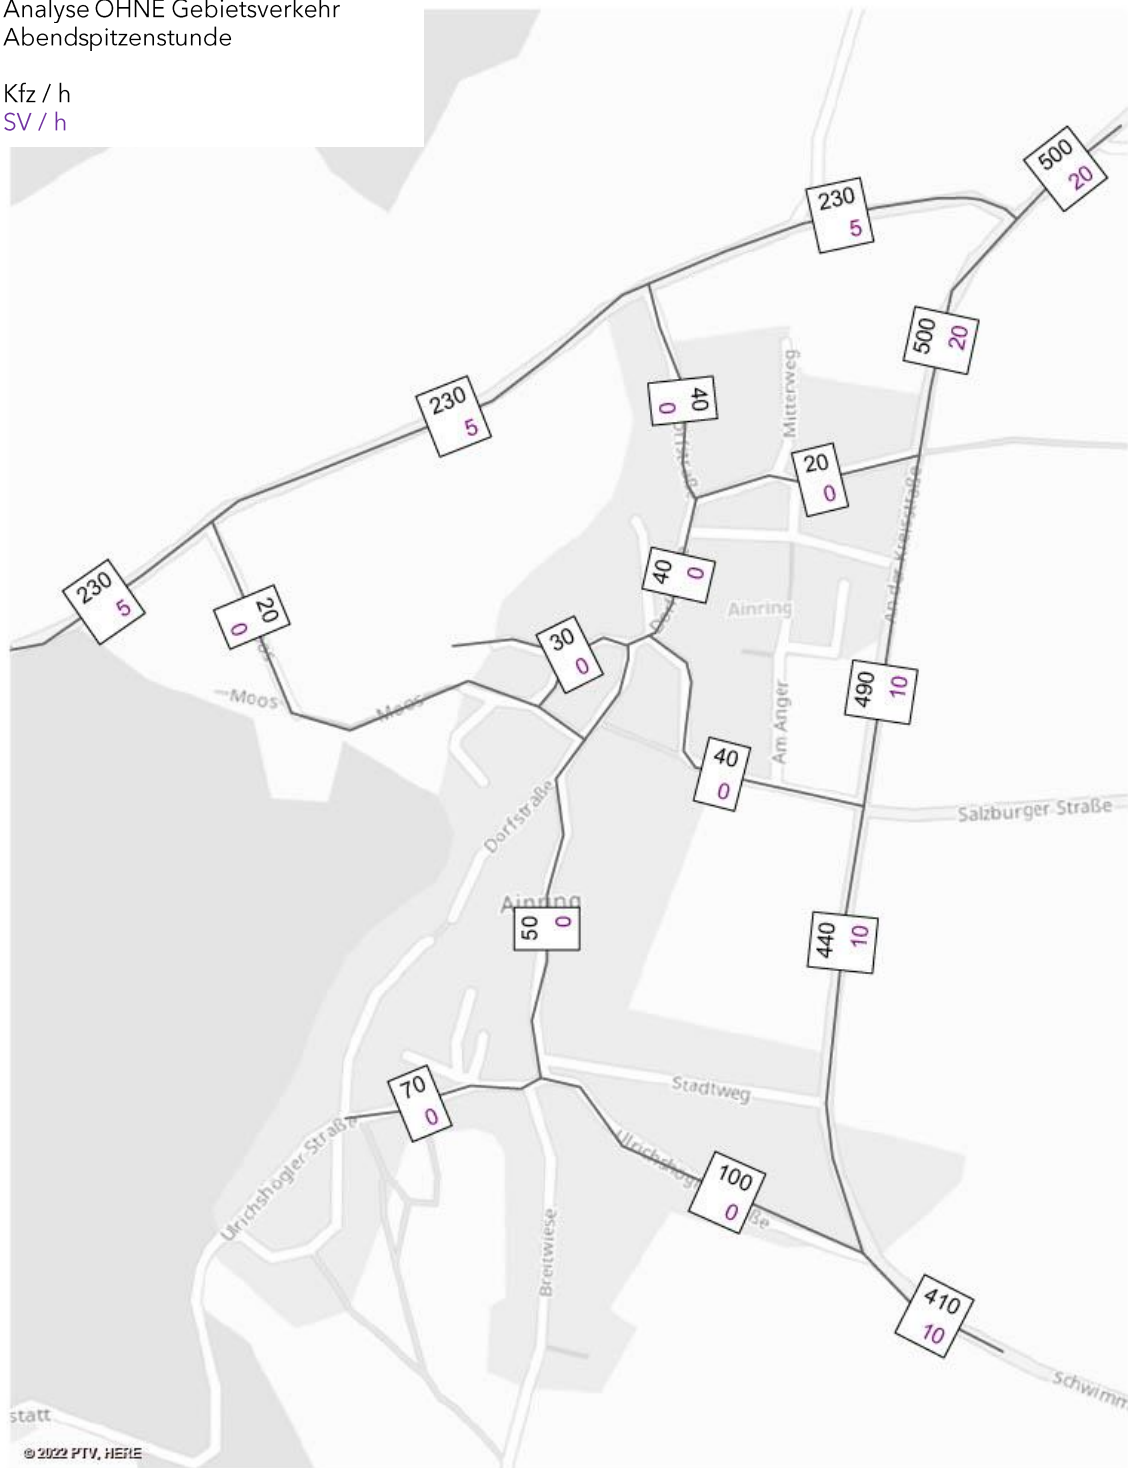 Analyse OHNE Gebietsverkehr
Abendspitzenstunde
Kfz / h
SV / h
500
20
230
5
500
20
Mitterweg
40
0
230
5
20
0
An der Kreisstraße
230
5
20
0
40
0
Ainring
30
0
Moos
Moos
490
10
Am Anger
40
0
Salzburger Straße
Dorfstraße
Ainring
50
0
440
10
Stadtweg
70
0
Ulrichshögler Straße
100
0
Breitwiese
410
10
statt
© 2022 PTV, HERE